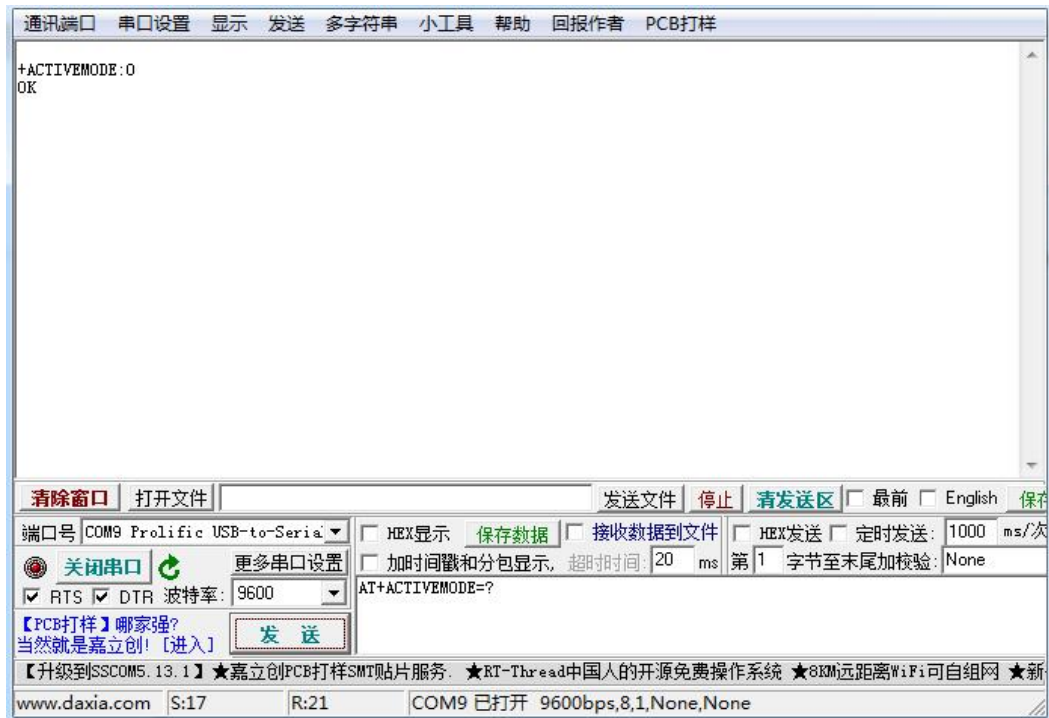 通讯端口 串口设置 显示 发送 多字符串 小工具 帮助 回报作者 PCB打样
+ACTIVEMODE:0
OK
清除窗口 打开文件 发送文件 停止 清发送区 最前 English 保存
端口号 COM9 Prolific USB-to-Seria HEX显示 保存数据 接收数据到文件 HEX发送 定时发送: 1000 ms/次
关闭串口 更多串口设置 加时间戳和分包显示, 超时时间: 20 ms 第 1 字节至末尾加校验: None
RTS DTR 波特率: 9600
AT+ACTIVEMODE=?
【PCB打样】哪家强?
当然就是嘉立创! [进入]
发 送
【升级到SSCOM5.13.1】★嘉立创PCB打样SMT贴片服务. ★RT-Thread中国人的开源免费操作系统 ★8KM远距离WiFi可自组网 ★新
www.daxia.com S:17 R:21 COM9 已打开 9600bps,8,1,None,None